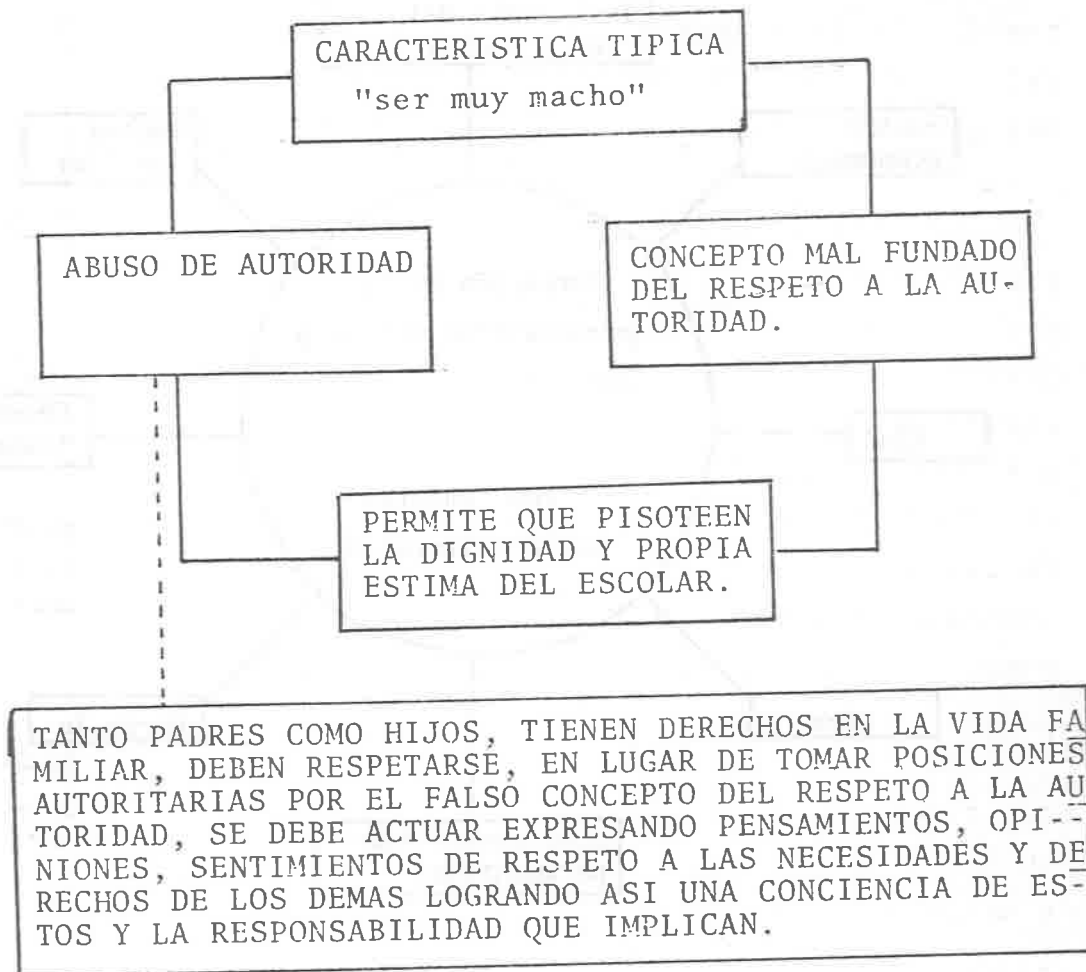 CARACTERISTICA TIPICA
"ser muy macho"
ABUSO DE AUTORIDAD
CONCEPTO MAL FUNDADO
DEL RESPETO A LA AU-
TORIDAD.
PERMITE QUE PISOTEEN
LA DIGNIDAD Y PROPIA
ESTIMA DEL ESCOLAR.
TANTO PADRES COMO HIJOS, TIENEN DERECHOS EN LA VIDA FA
MILIAR, DEBEN RESPETARSE, EN LUGAR DE TOMAR POSICIONES
AUTORITARIAS POR EL FALSO CONCEPTO DEL RESPETO A LA AU
TORIDAD, SE DEBE ACTUAR EXPRESANDO PENSAMIENTOS, OPI--
NIONES, SENTIMIENTOS DE RESPETO A LAS NECESIDADES Y DE
RECHOS DE LOS DEMAS LOGRANDO ASI UNA CONCIENCIA DE ES-
TOS Y LA RESPONSABILIDAD QUE IMPLICAN.